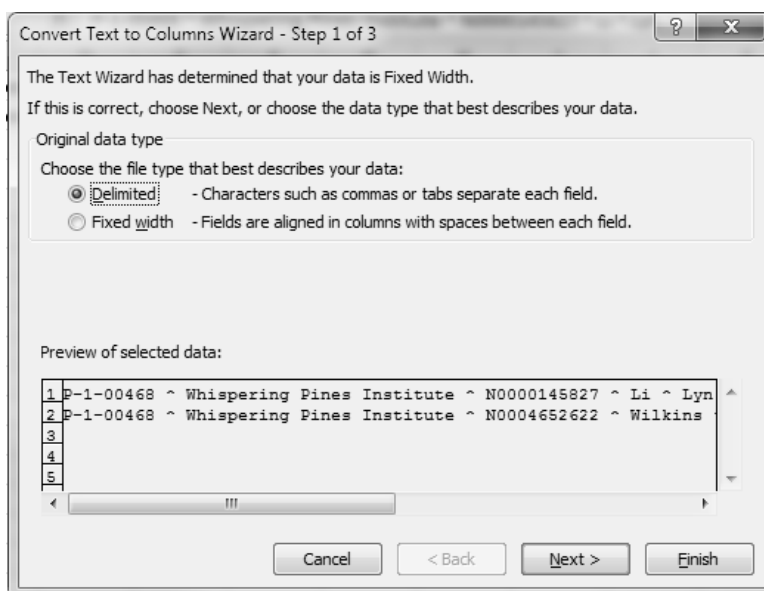 Convert Text to Columns Wizard - Step 1 of 3
? X
The Text Wizard has determined that your data is Fixed Width.
If this is correct, choose Next, or choose the data type that best describes your data.
Original data type
Choose the file type that best describes your data:
Delimited - Characters such as commas or tabs separate each field.
Fixed width - Fields are aligned in columns with spaces between each field.
Preview of selected data:
1 P-1-00468 ^ Whispering Pines Institute ^ N0000145827 ^ Li ^ Lyn
2 P-1-00468 ^ Whispering Pines Institute ^ N0004652622 ^ Wilkins
3
4
5
Cancel < Back Next > Finish